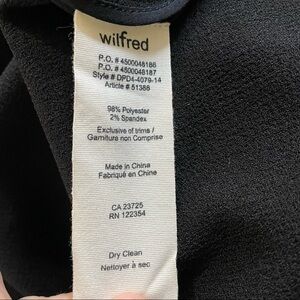 wilfred
P.O. # 4500048186
P.O. # 4500048187
Style # DPD4-4079-14
Article # 51388
98% Polyester
2% Spandex
Exclusive of trims /
Garniture non Comprise
Made in China
Fabriqué en Chine
CA 23725
RN 122354
Dry Clean
Nettoyer à sec